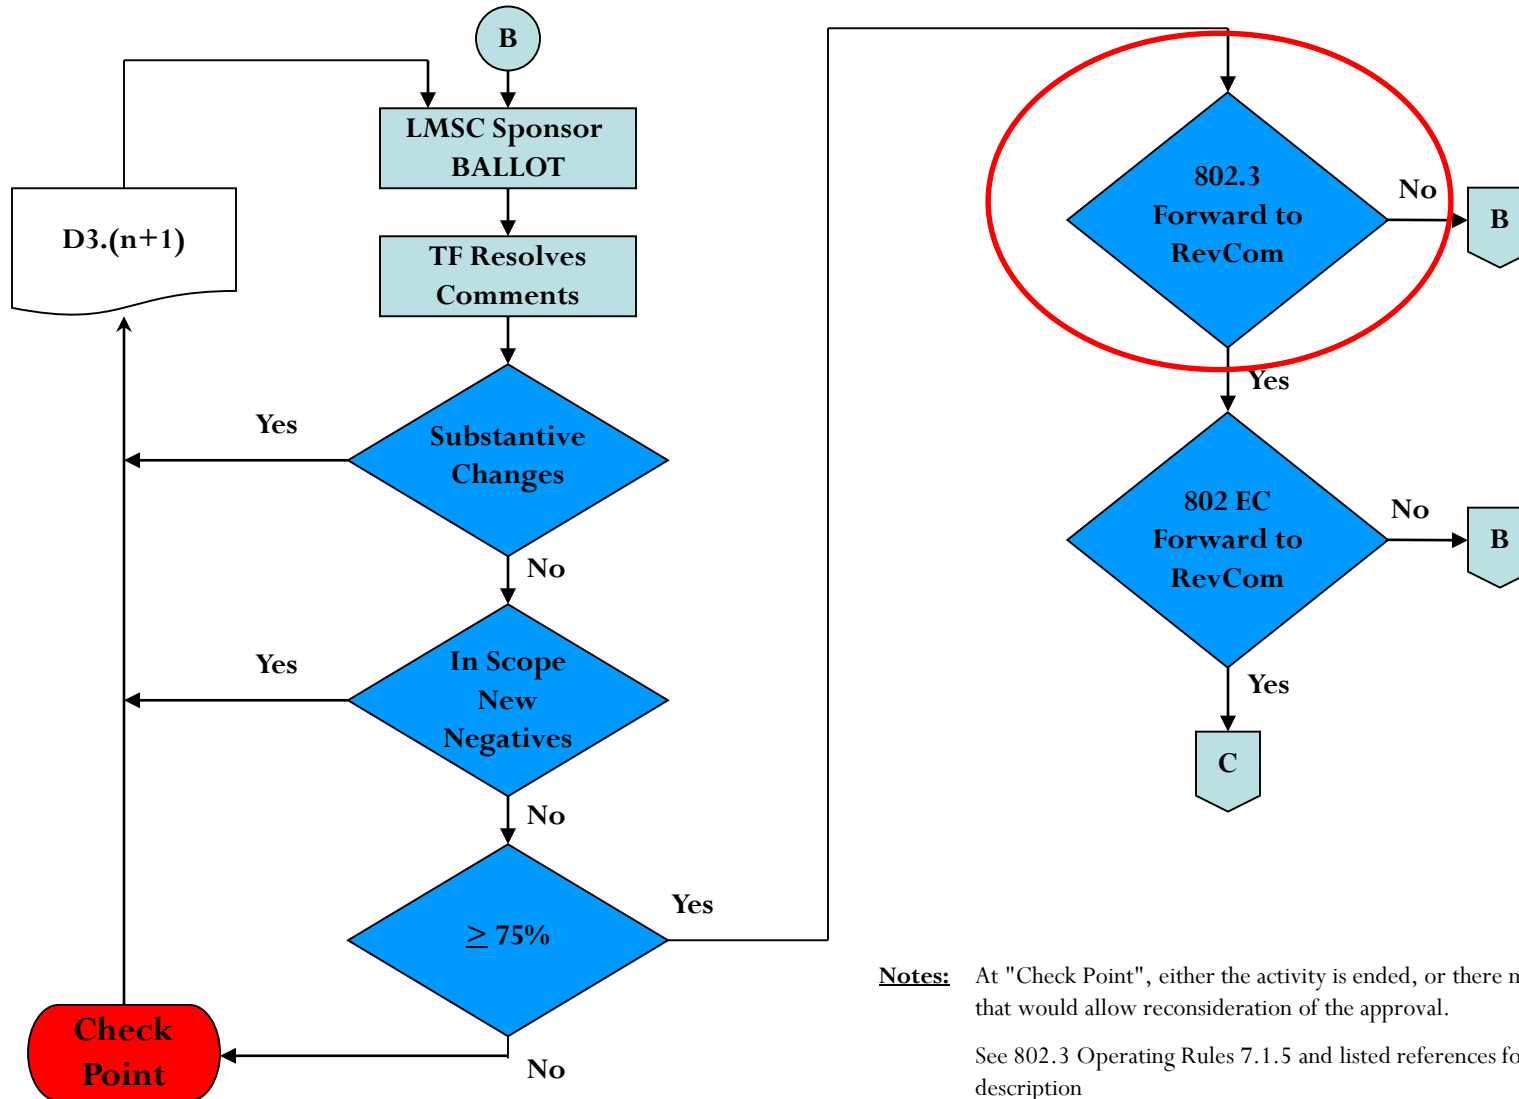 B
LMSC Sponsor
BALLOT
D3.(n+1)
TF Resolves
Comments
Yes
Substantive
Changes
No
Yes
In Scope
New
Negatives
No
≥ 75%
Yes
No
Check
Point
802.3
Forward to
RevCom
No
B
Yes
802 EC
Forward to
RevCom
No
B
Yes
C
Notes: At "Check Point", either the activity is ended, or there
that would allow reconsideration of the approval.
See 802.3 Operating Rules 7.1.5 and listed references
description